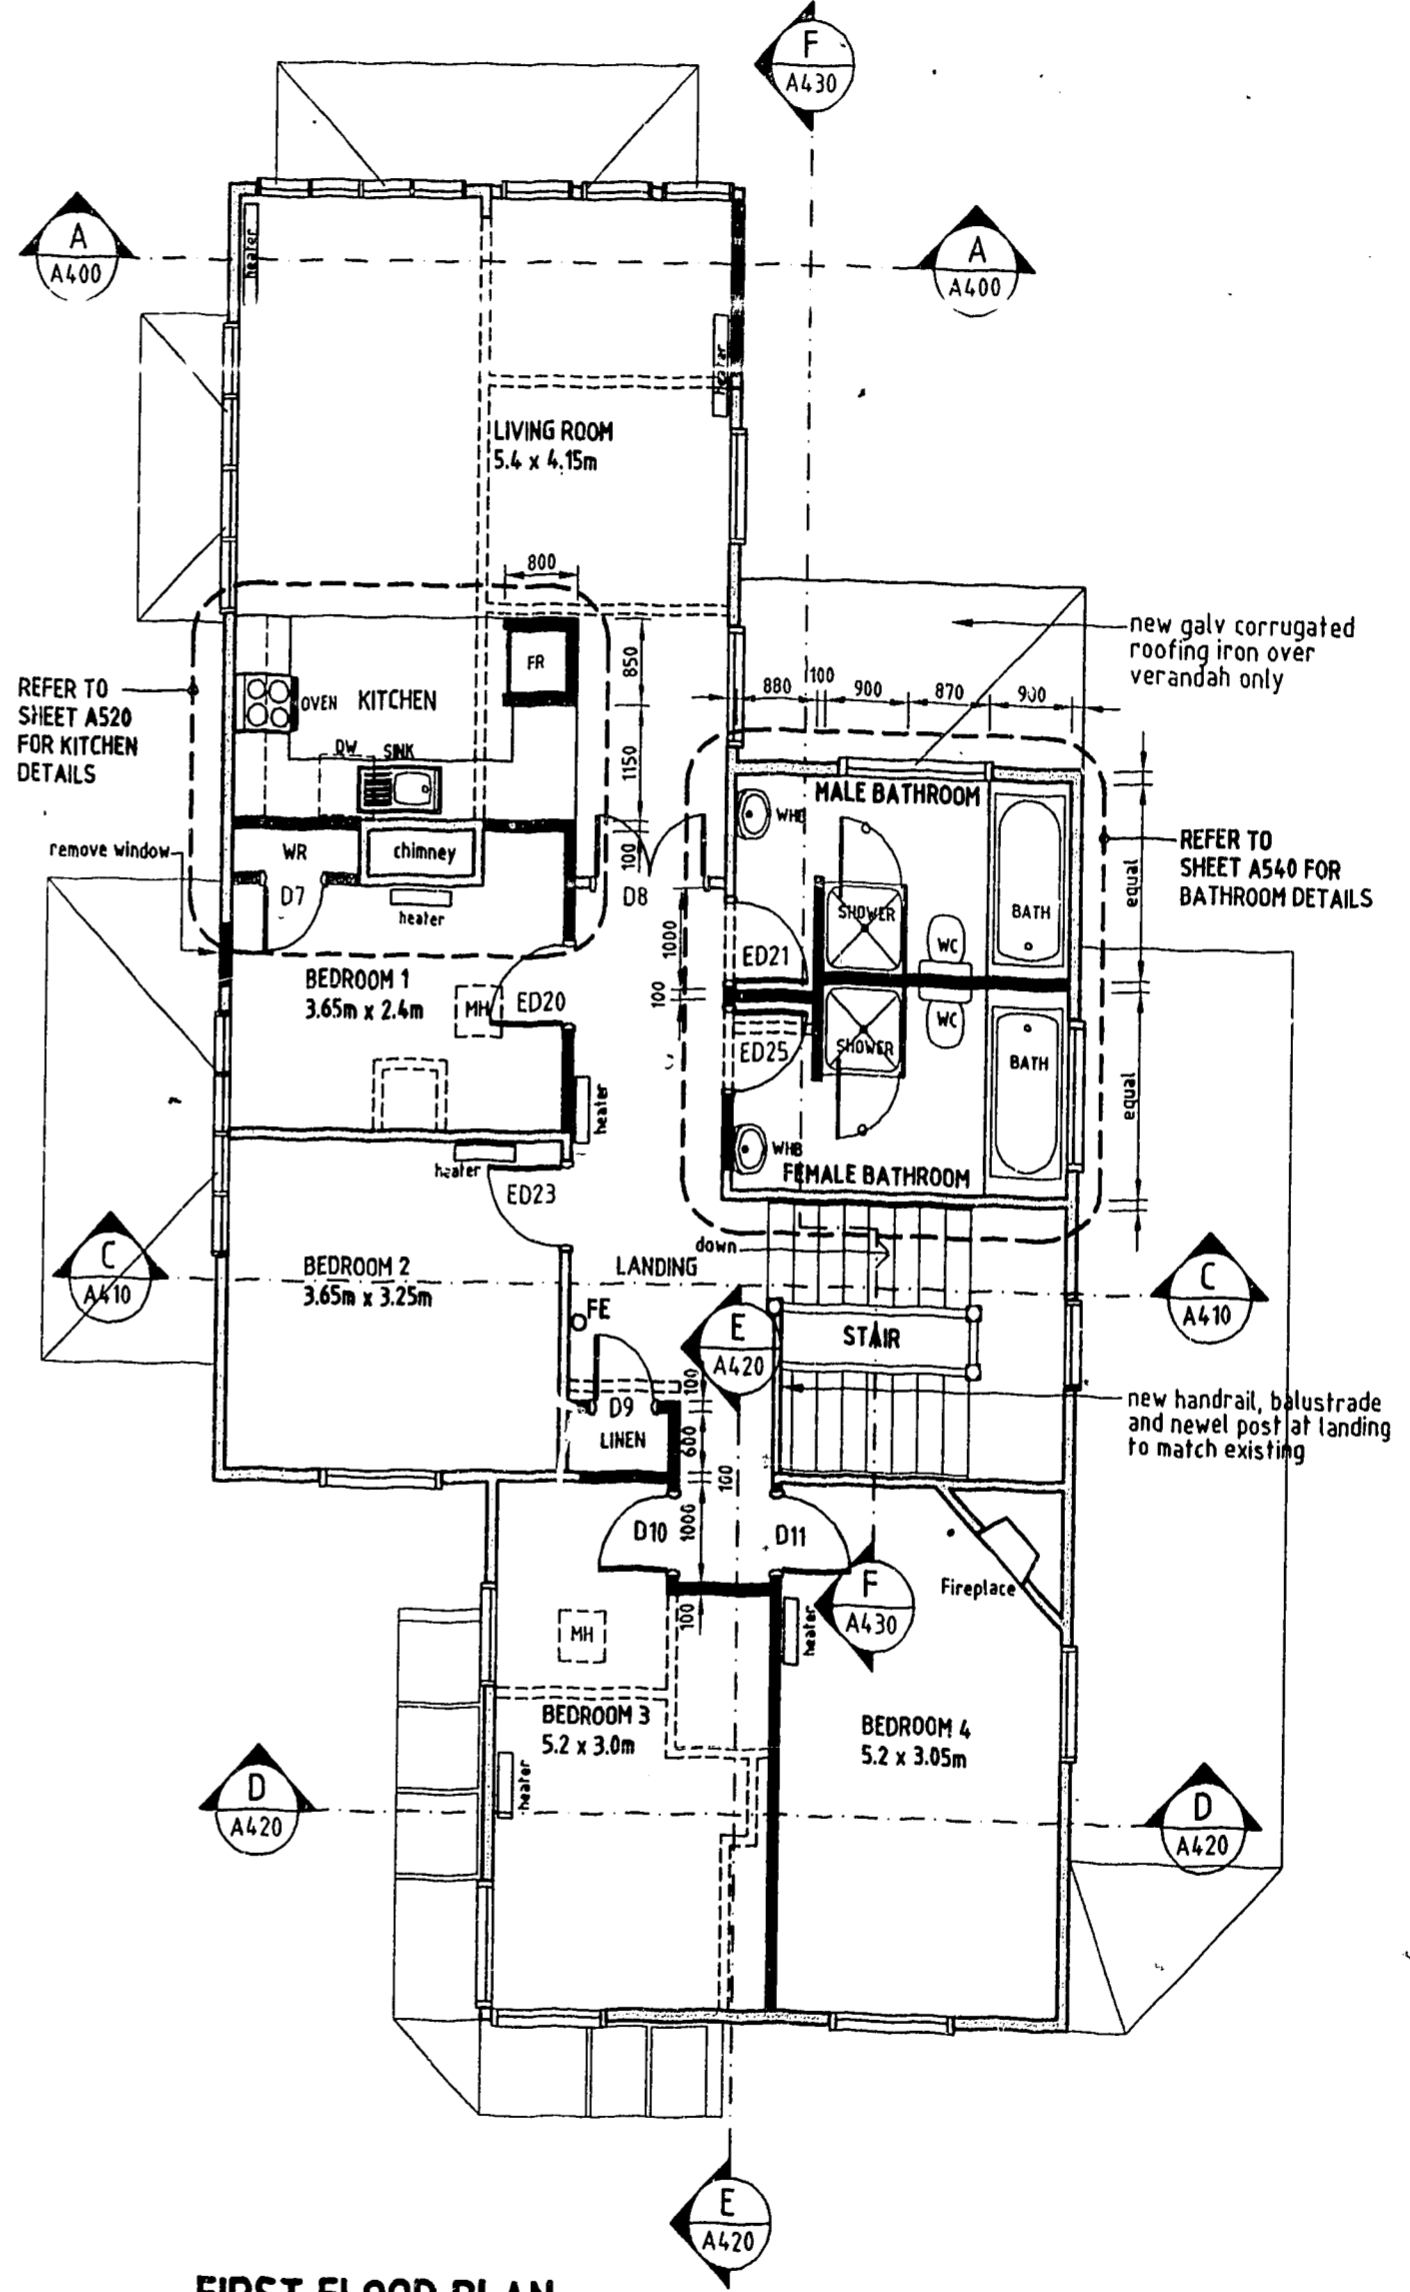 F
A430
A
A400
A
A400
heater
heater
LIVING ROOM
5.4 x 4.15m
800
FR
850
1150
100
OVEN
KITCHEN
DW
SINK
REFER TO
SHEET A520
FOR KITCHEN
DETAILS
new galv corrugated
roofing iron over
verandah only
880
100
900
870
900
MALE BATHROOM
WHB
remove window
WR
chimney
D7
heater
D8
REFER TO
SHEET A540 FOR
BATHROOM DETAILS
equal
SHOWER
WC
BATH
1000
ED21
100
BEDROOM 1
3.65m x 2.4m
MH
ED20
ED25
SHOWER
WC
BATH
equal
heater
WHB
FEMALE BATHROOM
heater
ED23
down
LANDING
BEDROOM 2
3.65m x 3.25m
C
A410
C
A410
FE
E
A420
STAIR
100
D9
LINEN
600
100
new handrail, balustrade
and newel post at landing
to match existing
D10
1000
D11
Fireplace
F
A430
100
heater
MH
BEDROOM 3
5.2 x 3.0m
BEDROOM 4
5.2 x 3.05m
heater
D
A420
D
A420
E
A420
FIRST FLOOR PLAN